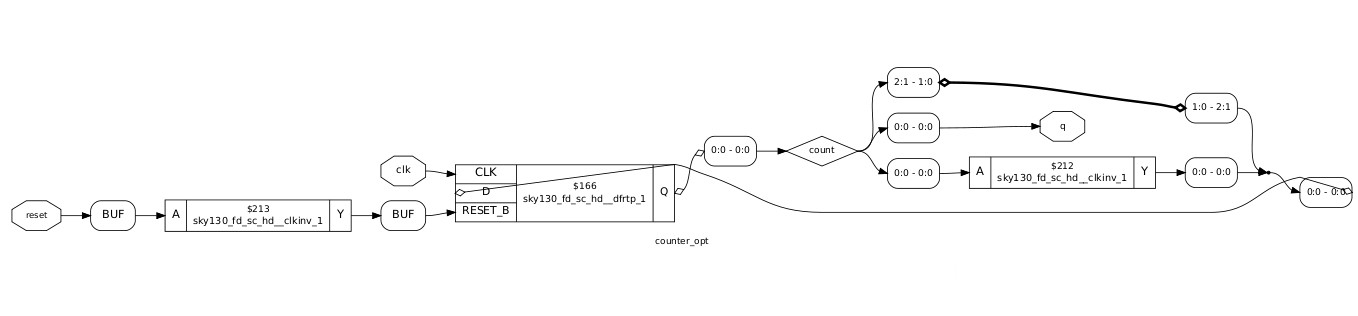 2:1 - 1:0
1:0 - 2:1
0:0 - 0:0
q
0:0 - 0:0
count
clk
CLK
D
RESET_B
$166
sky130_fd_sc_hd__dfrtp_1
Q
0:0 - 0:0
A
$212
sky130_fd_sc_hd__clkinv_1
Y
0:0 - 0:0
0:0 - 0:0
reset
BUF
A
$213
sky130_fd_sc_hd__clkinv_1
Y
BUF
counter_opt